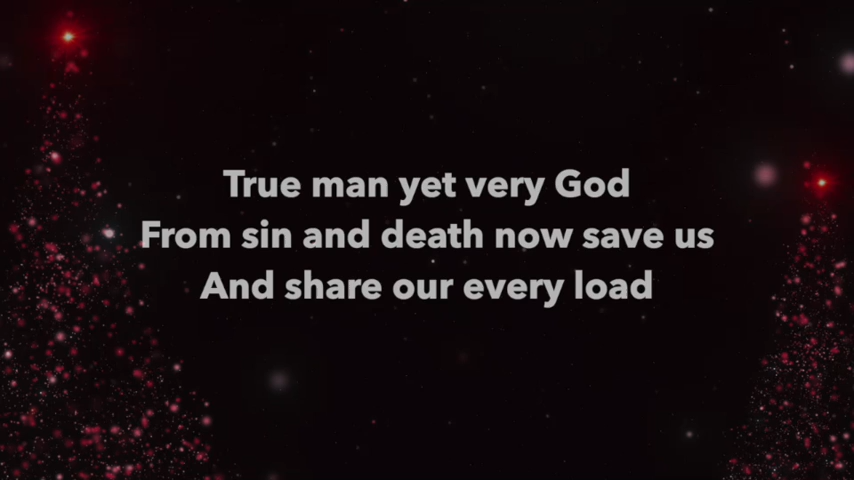 True man yet very God
From sin and death now save us
And share our every load